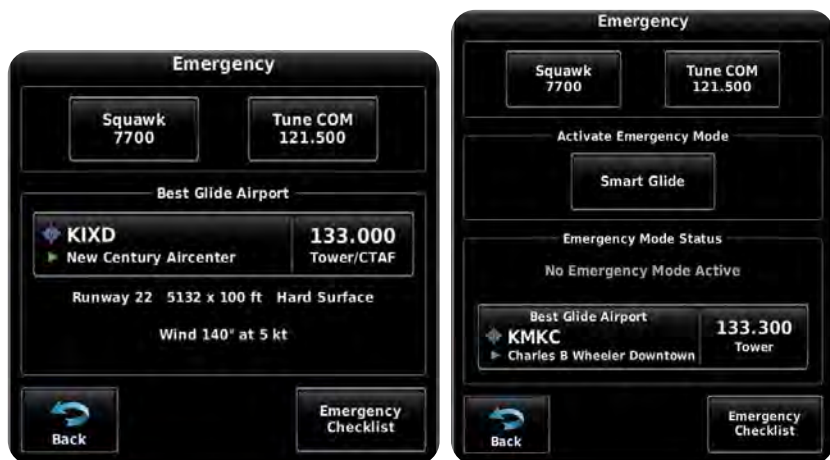 Emergency
Squawk
7700
Tune COM
121.500
Best Glide Airport
KIXD
New Century Aircenter
133.000
Tower/CTAF
Runway 22 5132 x 100 ft Hard Surface
Wind 140° at 5 kt
Back
Emergency
Checklist
Emergency
Squawk
7700
Tune COM
121.500
Activate Emergency Mode
Smart Glide
Emergency Mode Status
No Emergency Mode Active
Best Glide Airport
KMKC
Charles B Wheeler Downtown
133.300
Tower
Back
Emergency
Checklist